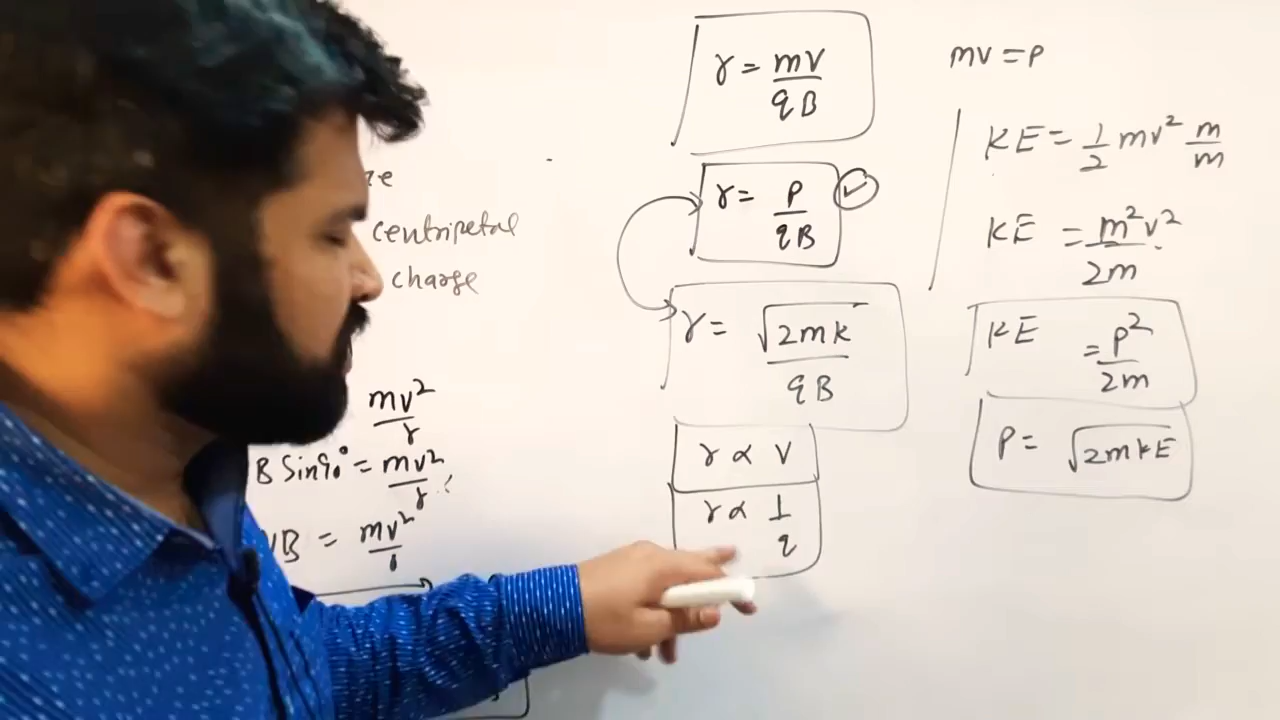 centripetal
charge
mv²/r
B Sin90° = mv²/r
VB = mv²/r
r = mv/qB
r = P/qB
r = √2mk/qB
r ∝ V
r ∝ 1/q
mv = P
KE = 1/2 mv² m/m
KE = m²v²/2m
KE = p²/2m
P = √2mKE